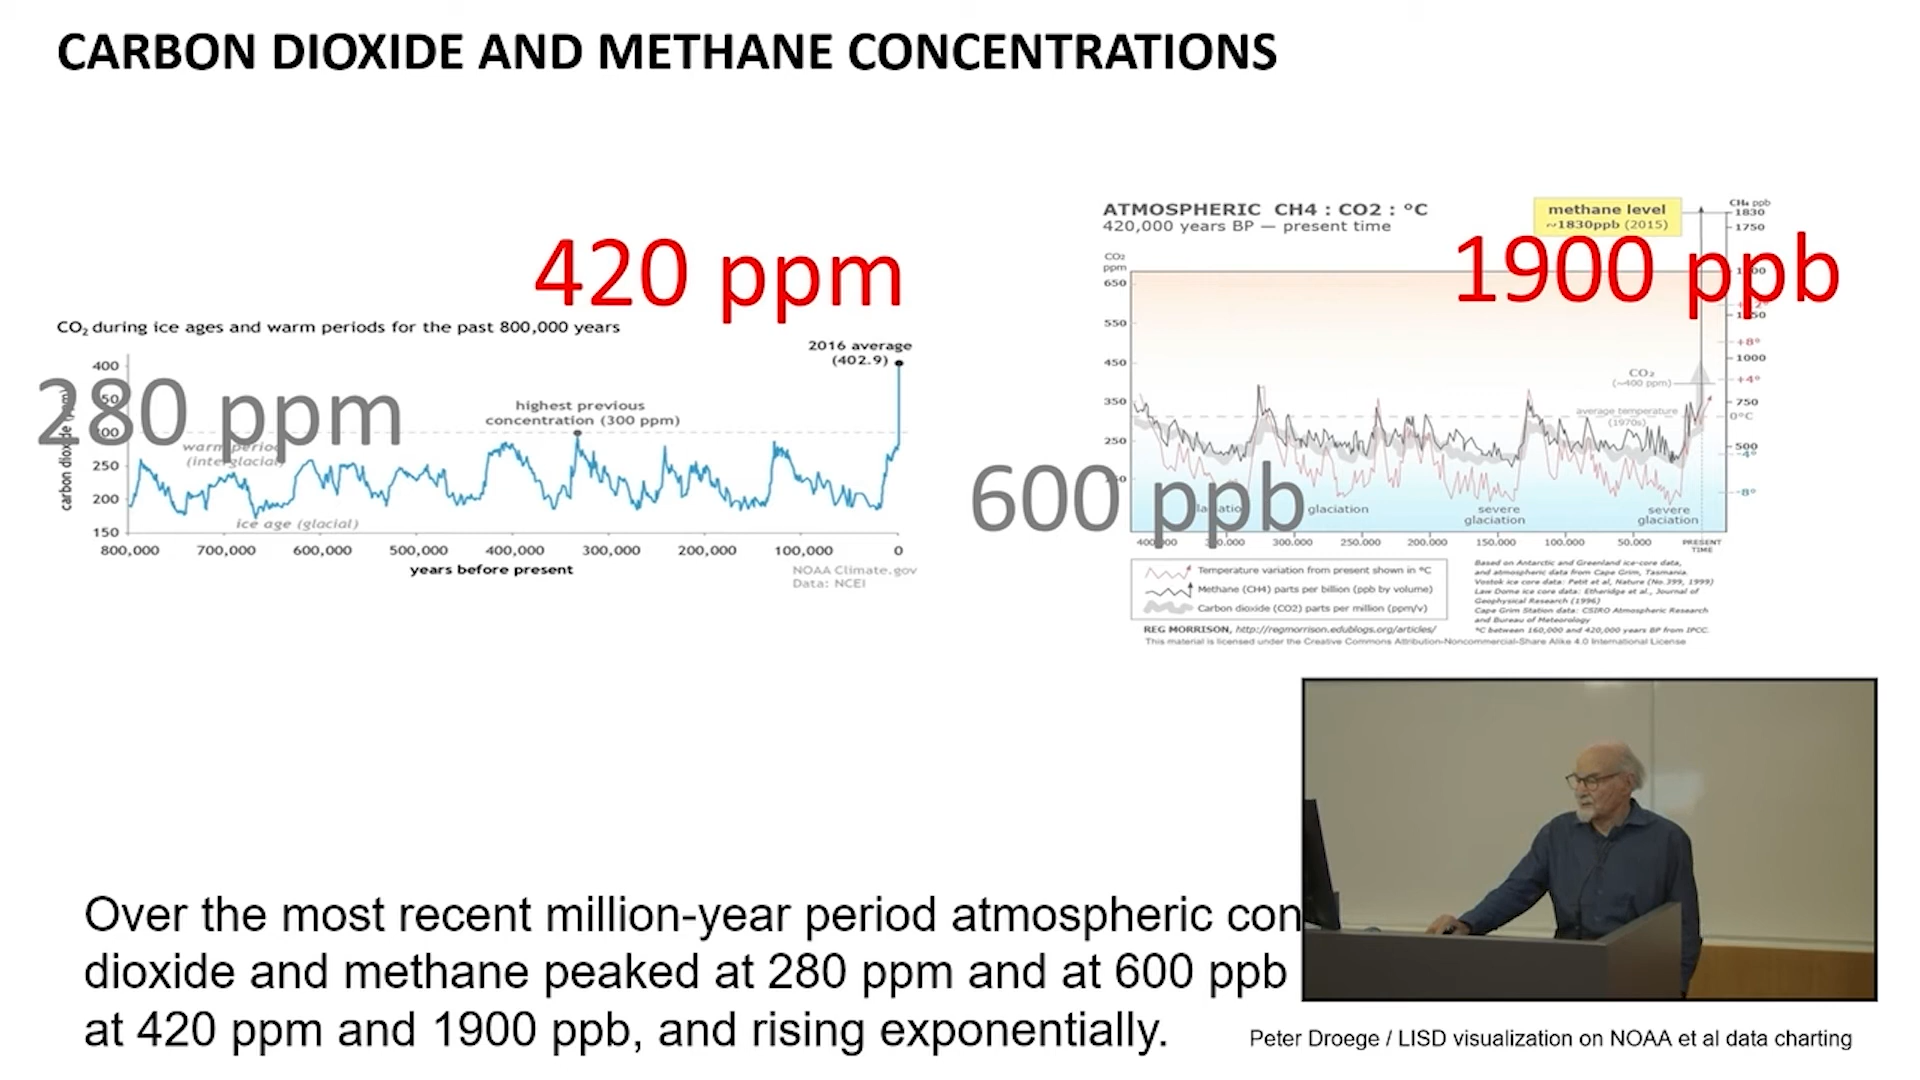 CARBON DIOXIDE AND METHANE CONCENTRATIONS
420 ppm
CO2 during ice ages and warm periods for the past 800,000 years
2016 average
(402.9)
400
280 ppm
highest previous
concentration (300 ppm)
warm period
(interglacial)
250
200
150
ice age (glacial)
800,000 700,000 600,000 500,000 400,000 300,000 200,000 100,000 0
years before present
NOAA Climate.gov
Data: NCEI
ATMOSPHERIC CH4 : CO2 : °C
420,000 years BP — present time
methane level
~1830ppb (2015)
CH4 ppb
1830
1750
1900 ppb
CO2
ppm
650
550
450
350
250
+8°
1000
+4°
750
0°C
500
-4°
-8°
CO2
(~400 ppm)
average temperature
(1970s)
600 ppb
glaciation
severe
glaciation
severe
glaciation
300.000 250.000 200.000 150.000 100.000 50.000 PRESENT
TIME
Temperature variation from present shown in °C
Methane (CH4) parts per billion (ppb by volume)
Carbon dioxide (CO2) parts per million (ppm/v)
Based on Antarctic and Greenland ice-core data,
and atmospheric data from Cape Grim, Tasmania.
Vostok ice core data: Petit et al, Nature (No.399, 1999)
Law Dome ice core data: Etheridge et al., Journal of
Geophysical Research (1996)
Cape Grim Station data: CSIRO Atmospheric Research
and Bureau of Meteorology
°C between 160,000 and 420,000 years BP from IPCC.
REG MORRISON, http://regmorrison.edublogs.org/articles/
This material is licensed under the Creative Commons Attribution-Noncommercial-Share Alike 4.0 International License
Over the most recent million-year period atmospheric con
dioxide and methane peaked at 280 ppm and at 600 ppb
at 420 ppm and 1900 ppb, and rising exponentially.
Peter Droege / LISD visualization on NOAA et al data charting